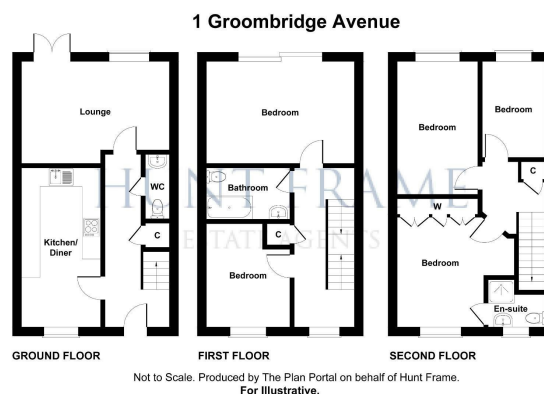 1 Groombridge Avenue
Lounge
Kitchen/
Diner
WC
C
GROUND FLOOR
Bedroom
Bathroom
C
Bedroom
FIRST FLOOR
Bedroom
Bedroom
C
W
Bedroom
En-suite
SECOND FLOOR
HUNT FRAME
ESTATE AGENTS
Not to Scale. Produced by The Plan Portal on behalf of Hunt Frame.
For Illustrative.